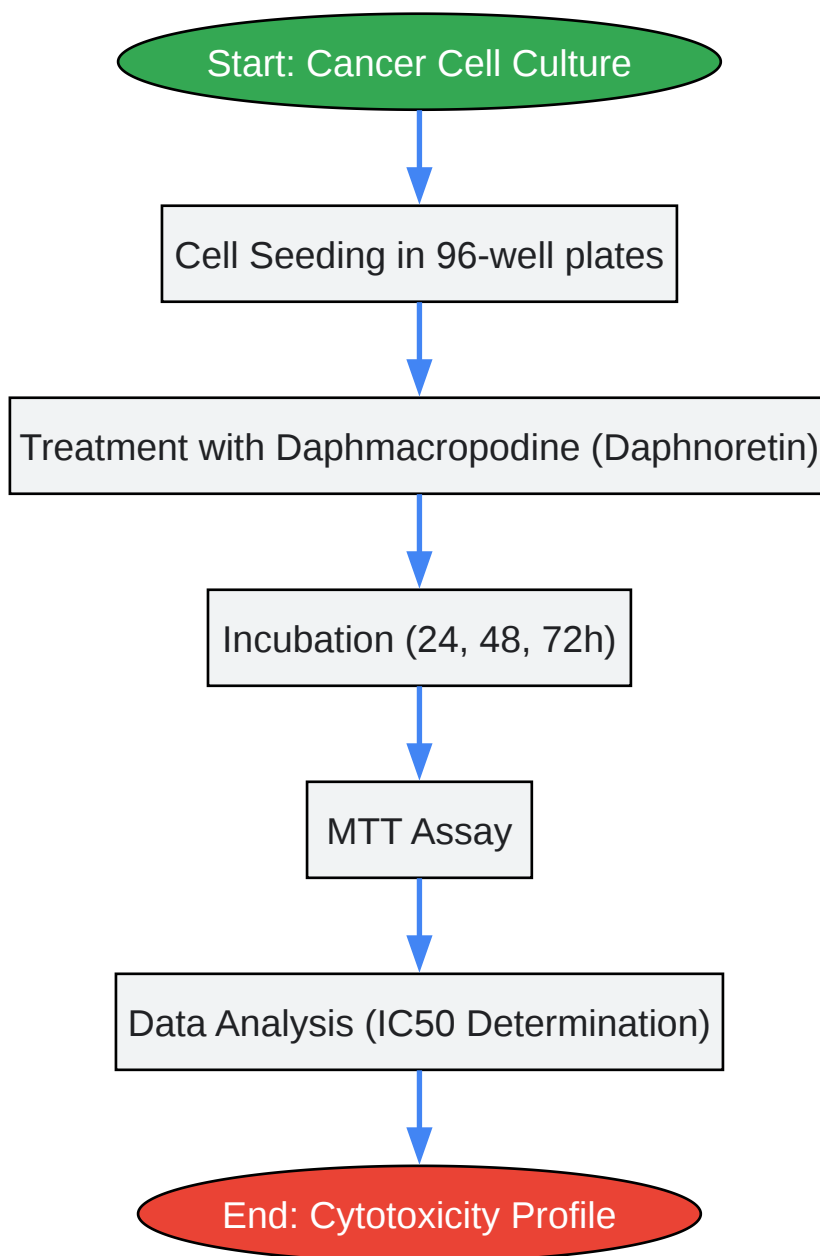 Start: Cancer Cell Culture
Cell Seeding in 96-well plates
Treatment with Daphmacropodine (Daphnoretin)
Incubation (24, 48, 72h)
MTT Assay
Data Analysis (IC50 Determination)
End: Cytotoxicity Profile